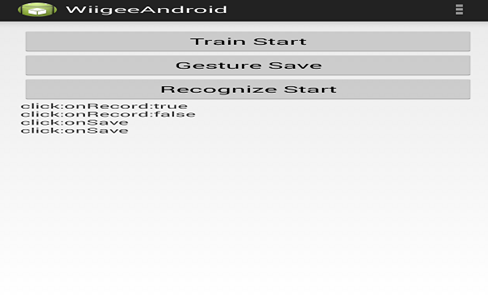 WiigeeAndroid
Train Start
Gesture Save
Recognize Start
click:onRecord:true
click:onRecord:false
click:onSave
click:onSave